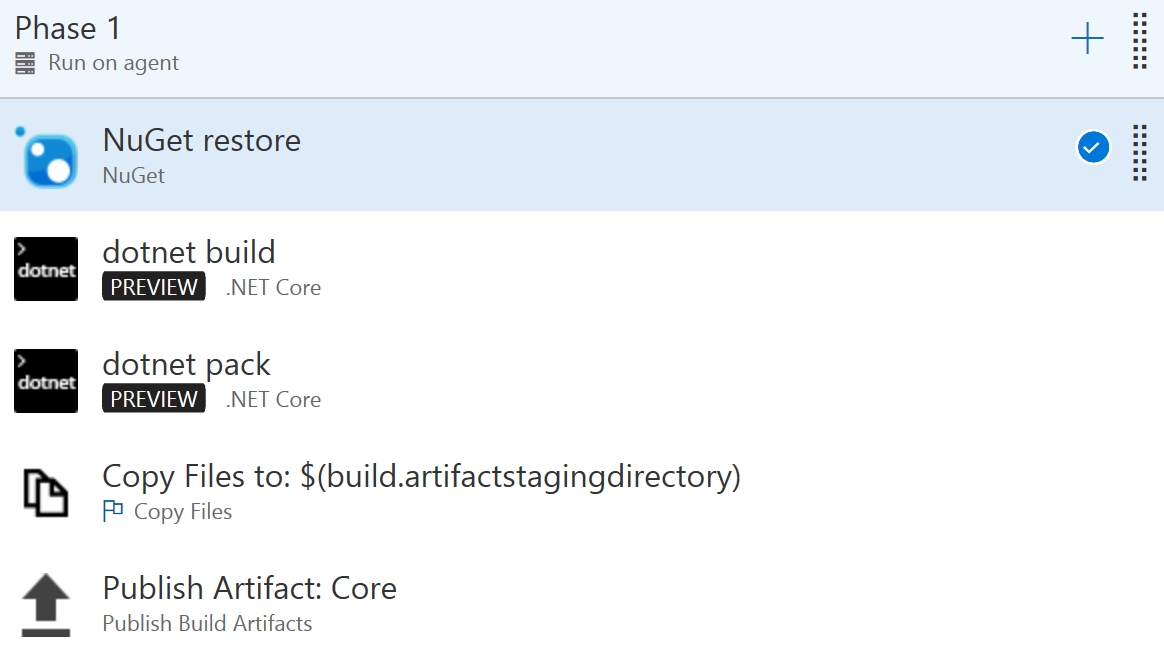 Phase 1
Run on agent
NuGet restore
NuGet
dotnet
dotnet build
PREVIEW .NET Core
dotnet
dotnet pack
PREVIEW .NET Core
Copy Files to: $(build.artifactstagingdirectory)
Copy Files
Publish Artifact: Core
Publish Build Artifacts